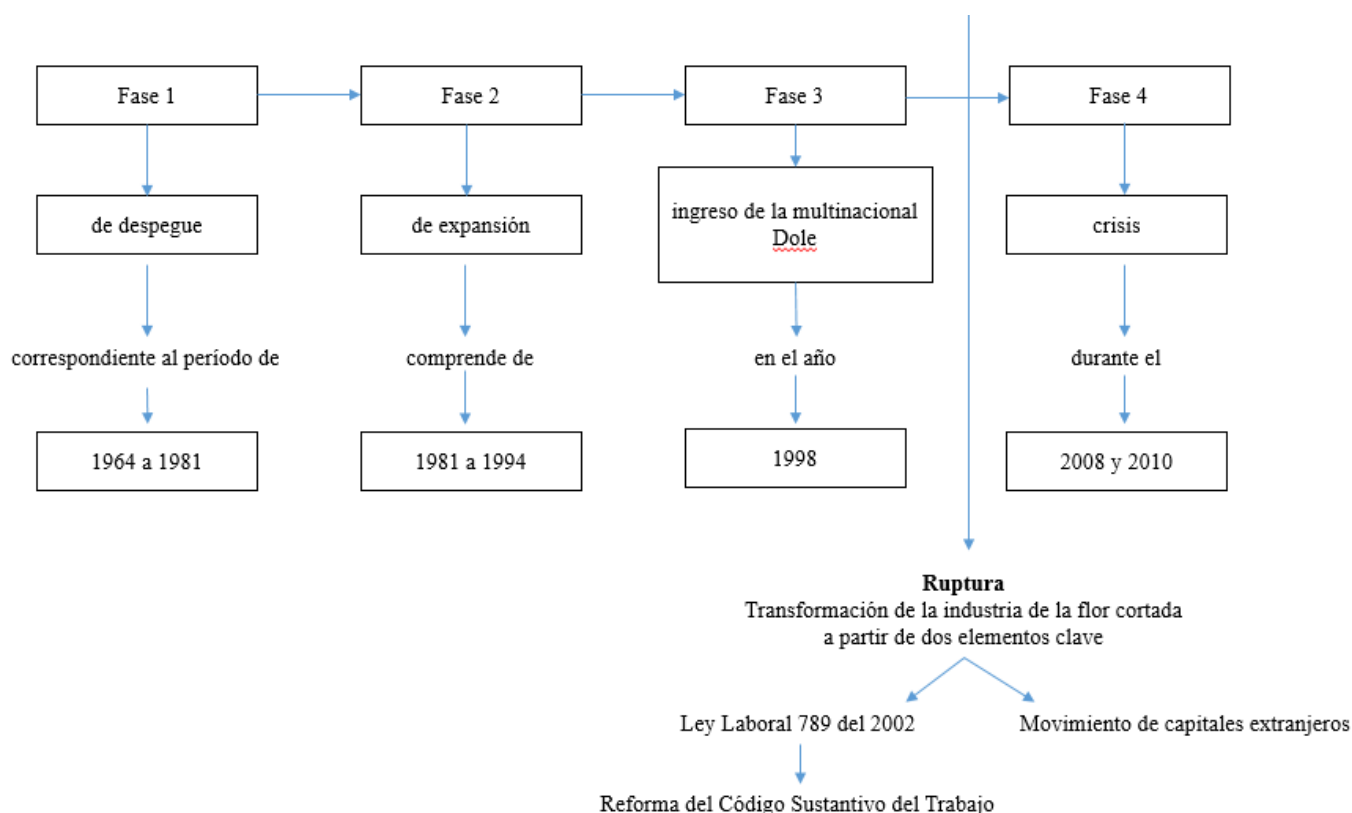 Fase 1
Fase 2
Fase 3
Fase 4
de despegue
de expansión
ingreso de la multinacional
Dole
crisis
correspondiente al período de
comprende de
en el año
durante el
1964 a 1981
1981 a 1994
1998
2008 y 2010
Ruptura
Transformación de la industria de la flor cortada
a partir de dos elementos clave
Ley Laboral 789 del 2002
Movimiento de capitales extranjeros
Reforma del Código Sustantivo del Trabajo